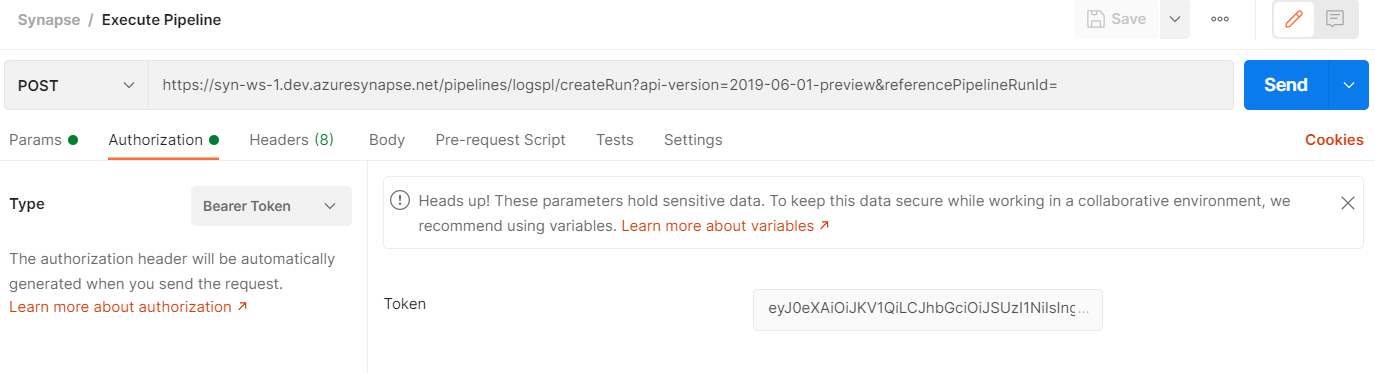 Synapse / Execute Pipeline
Save
POST
https://syn-ws-1.dev.azuresynapse.net/pipelines/logspl/createRun?api-version=2019-06-01-preview&referencePipelineRunId=
Send
Params
Authorization
Headers (8)
Body
Pre-request Script
Tests
Settings
Cookies
Type
Bearer Token
Heads up! These parameters hold sensitive data. To keep this data secure while working in a collaborative environment, we
recommend using variables. Learn more about variables ↗
The authorization header will be automatically
generated when you send the request.
Learn more about authorization ↗
Token
eyJ0eXAiOiJKV1QiLCJhbGciOiJSUzI1NiIsIng...